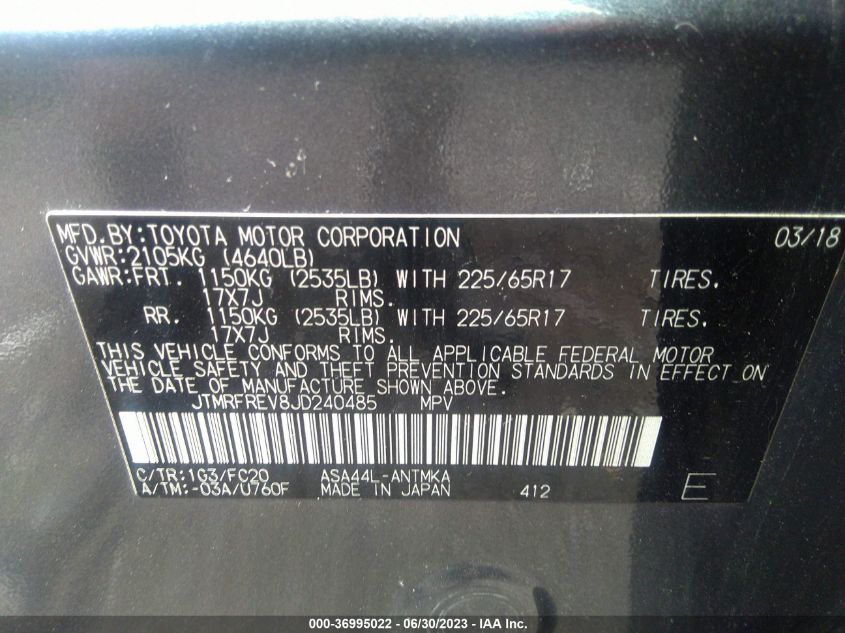 MFD.BY:TOYOTA MOTOR CORPORATION 03/18
GVWR:2105KG (4640LB)
GAWR:FRT. 1150KG (2535LB) WITH 225/65R17 TIRES.
17X7J RIMS.
RR. 1150KG (2535LB) WITH 225/65R17 TIRES.
17X7J RIMS.
THIS VEHICLE CONFORMS TO ALL APPLICABLE FEDERAL MOTOR
VEHICLE SAFETY AND THEFT PREVENTION STANDARDS IN EFFECT ON
THE DATE OF MANUFACTURE SHOWN ABOVE.
JTMRFREV8JD240485 MPV
C/TR:1G3/FC20 ASA44L-ANTMKA
A/TM:-03A/U760F MADE IN JAPAN 412 E
000-36995022 - 06/30/2023 - IAA Inc.